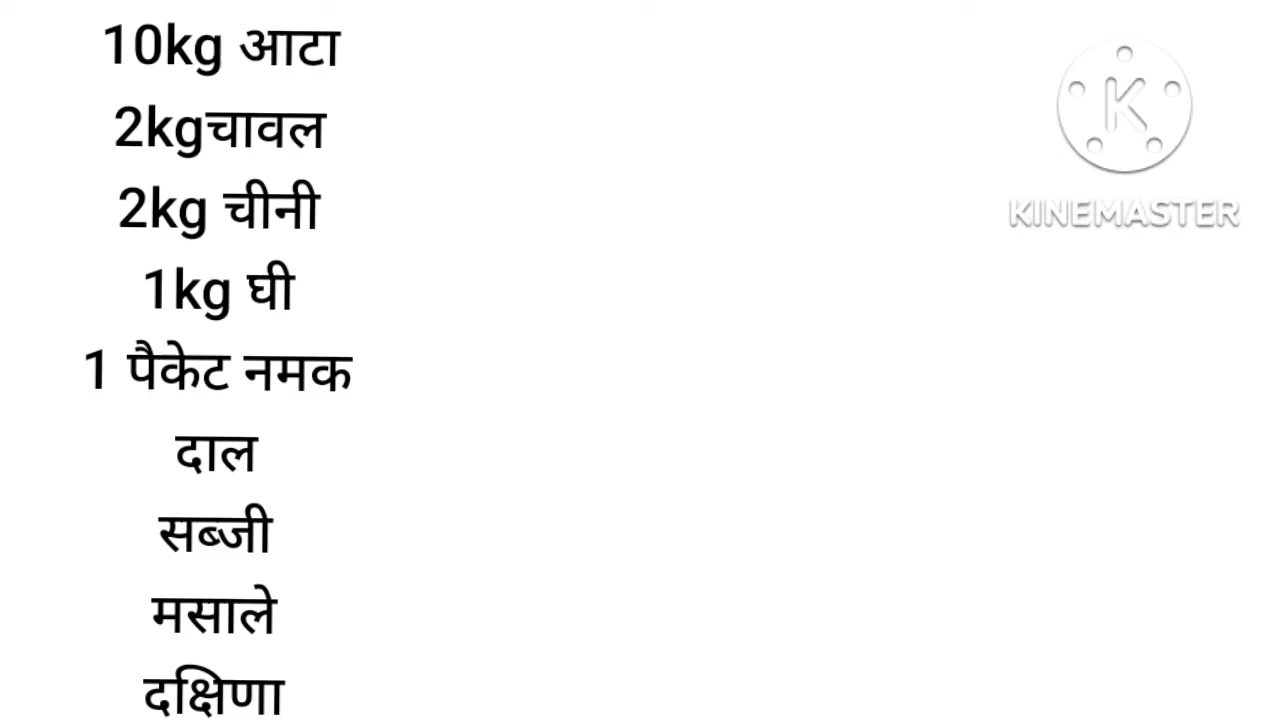 10kg आटा
2kgचावल
2kg चीनी
1kg घी
1 पैकेट नमक
दाल
सब्जी
मसाले
दक्षिणा
K
KINEMASTER